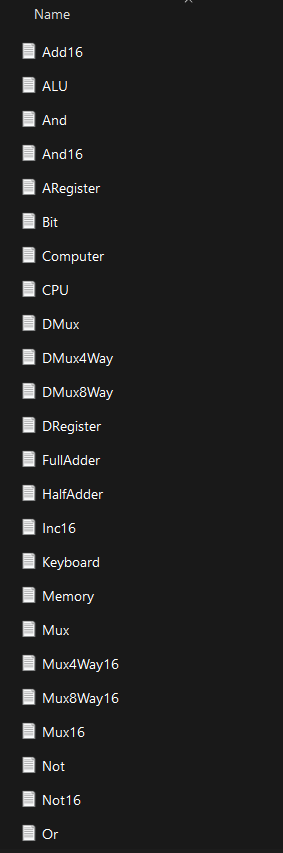 Name
Add16
ALU
And
And16
ARegister
Bit
Computer
CPU
DMux
DMux4Way
DMux8Way
DRegister
FullAdder
HalfAdder
Inc16
Keyboard
Memory
Mux
Mux4Way16
Mux8Way16
Mux16
Not
Not16
Or